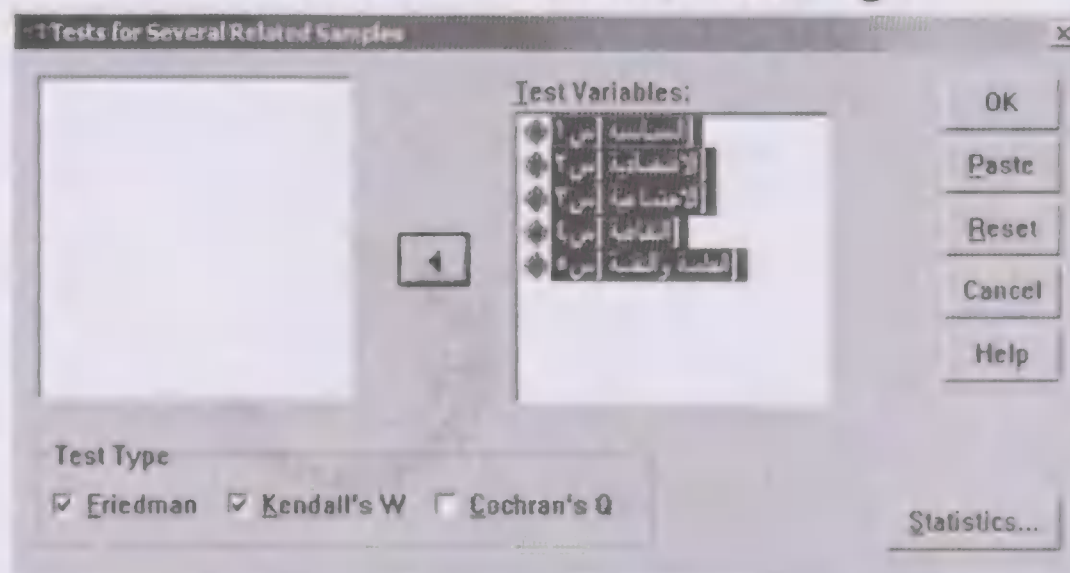 Tests for Several Related Samples
Test Variables:
السياسية [س١
الاقتصادية [س٢
الاجتماعية [س٣
الثقافية [س٤
العلمية والتقنية [س٥
OK
Paste
Reset
Cancel
Help
Test Type
Friedman Kendall's W Cochran's Q
Statistics...